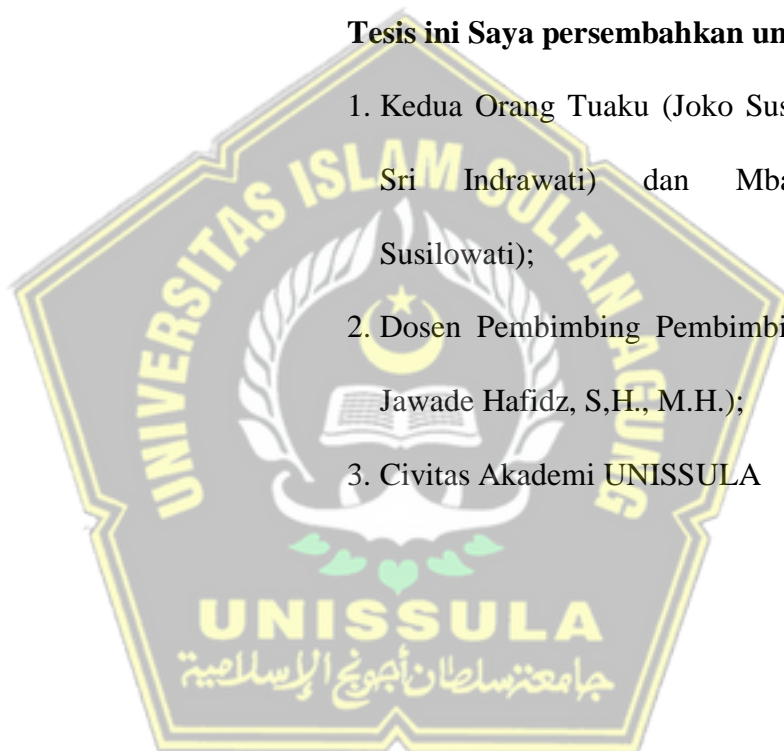 Tesis ini Saya persembahkan un
1. Kedua Orang Tuaku (Joko Sus
Sri Indrawati) dan Mba
Susilowati);
2. Dosen Pembimbing Pembimbi
Jawade Hafidz, S,H., M.H.);
3. Civitas Akademi UNISSULA
UNIVERSITAS ISLAM SULTAN AGUNG
UNISSULA
جامعة سلطان أجونج الإسلامية